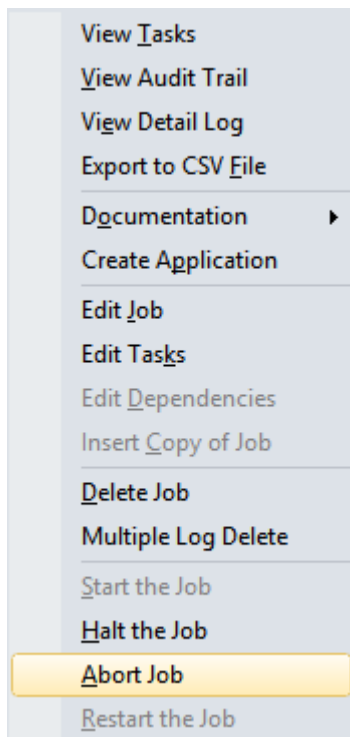 View Tasks
View Audit Trail
View Detail Log
Export to CSV File
Documentation
Create Application
Edit Job
Edit Tasks
Edit Dependencies
Insert Copy of Job
Delete Job
Multiple Log Delete
Start the Job
Halt the Job
Abort Job
Restart the Job